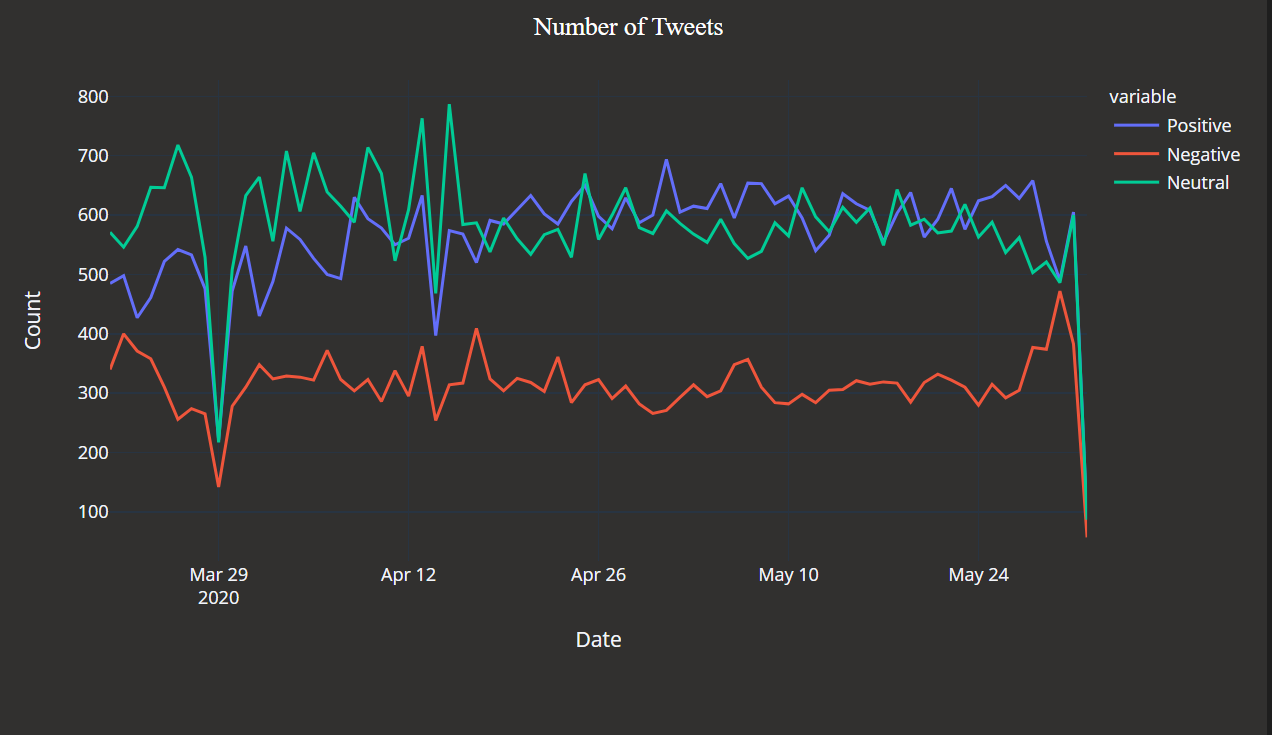 Number of Tweets
800
700
600
500
400
300
200
100
Count
Mar 29
2020
Apr 12
Apr 26
May 10
May 24
Date
variable
Positive
Negative
Neutral